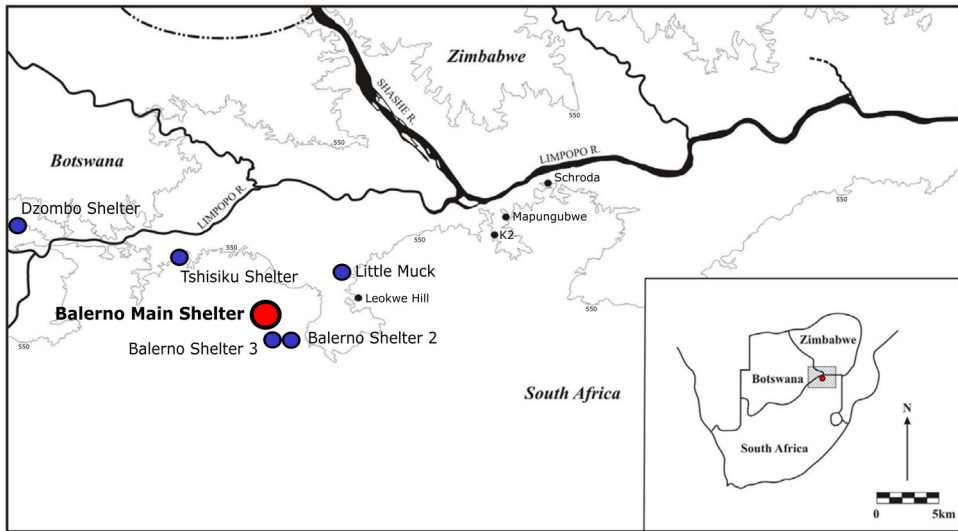 Zimbabwe
SHASHE R.
550
550
Botswana
LIMPOPO R.
Schroda
Dzombo Shelter
LIMPOPO R.
Mapungubwe
K2
550
550
550
Tshisiku Shelter
Little Muck
Leokwe Hill
Balerno Main Shelter
550
550
Balerno Shelter 3
Balerno Shelter 2
South Africa
Zimbabwe
Botswana
South Africa
N
0 5km